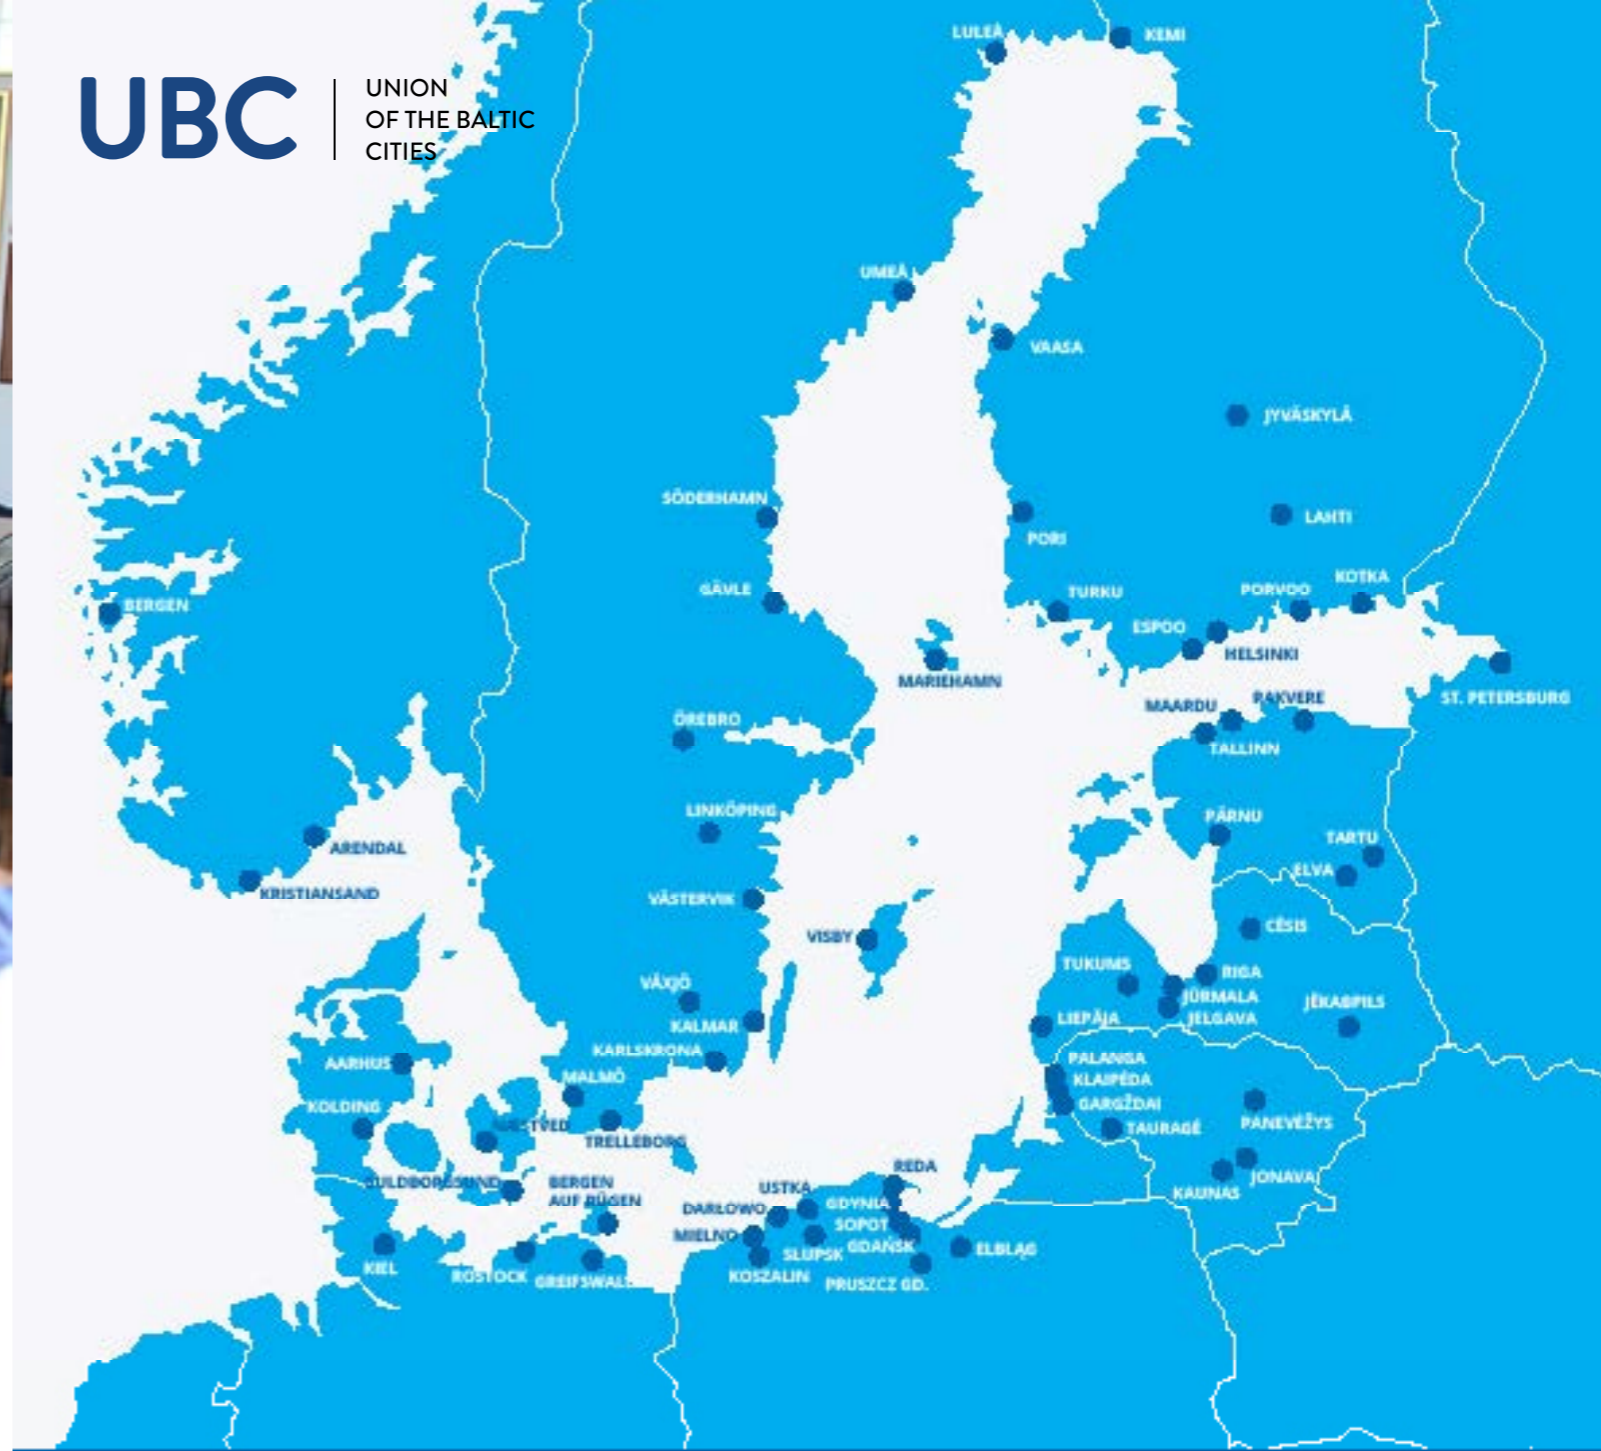 UBC
UNION
OF THE BALTIC
CITIES
LULEÅ
KEMI
UMEÅ
VAASA
JYVÄSKYLÄ
SÖDERHAMN
LAHTI
PORI
KOTKA
GÄVLE
TURKU
PORVOO
BERGEN
ESPOO
HELSINKI
MARIEHAMN
ST. PETERSBURG
MAARDU
RAKVERE
ÖREBRO
TALLINN
LINKÖPING
PÄRNU
TARTU
ARENDAL
ELVA
KRISTIANSAND
VÄSTERVIK
CĒSIS
VISBY
TUKUMS
RIGA
VÄXJÖ
JŪRMALA
JĒKABPILS
LIEPĀJA
JELGAVA
KALMAR
KARLSKRONA
PALANGA
AARHUS
MALMÖ
KLAIPĖDA
KOLDING
GARGŽDAI
NÆSTVED
TAURAGĖ
PANEVĖŽYS
TRELLEBORG
REDA
GULDBORGSUND
BERGEN
AUF RÜGEN
USTKA
JONAVA
KAUNAS
DARŁOWO
GDYNIA
SOPOT
MIELNO
SŁUPSK
GDAŃSK
ELBLĄG
KIEL
ROSTOCK
KOSZALIN
PRUSZCZ GD.